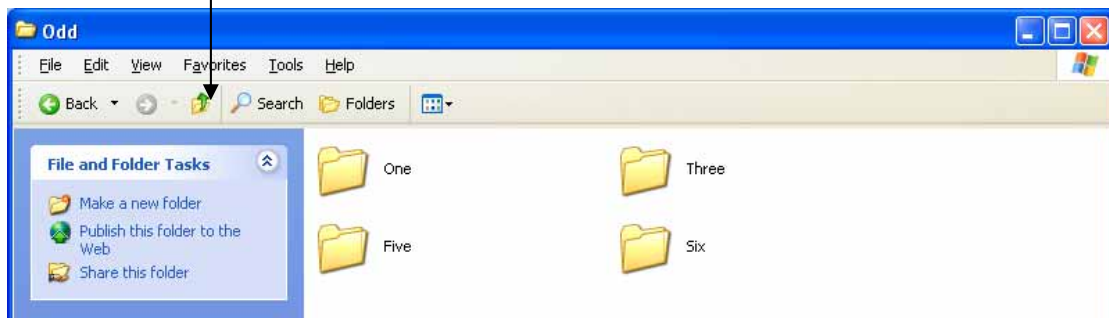 Odd
File Edit View Favorites Tools Help
Back Search Folders
File and Folder Tasks
Make a new folder
Publish this folder to the
Web
Share this folder
One Three
Five Six